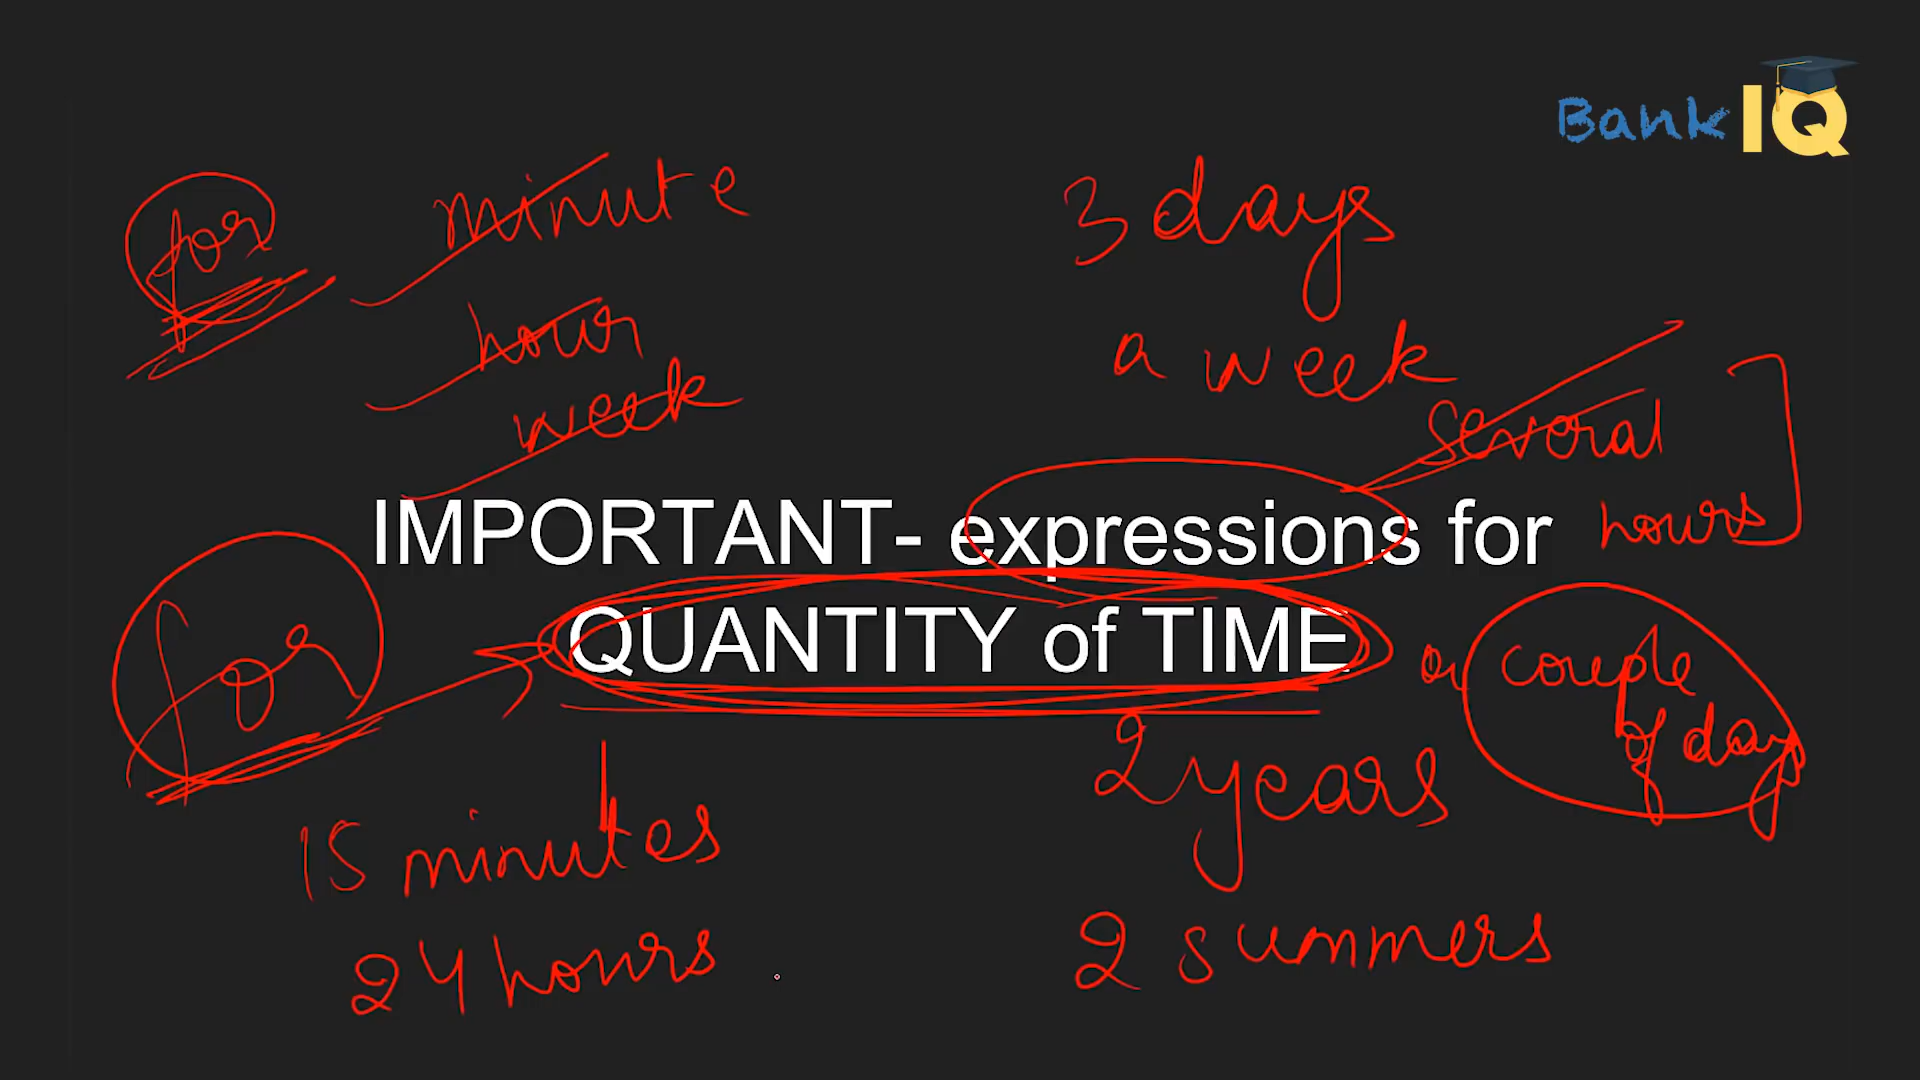 Bank IQ
for minute 3 days
hour a week
week several
hours
IMPORTANT- expressions for
QUANTITY of TIME
for a couple
of days
15 minutes 2 years
24 hours 2 summers